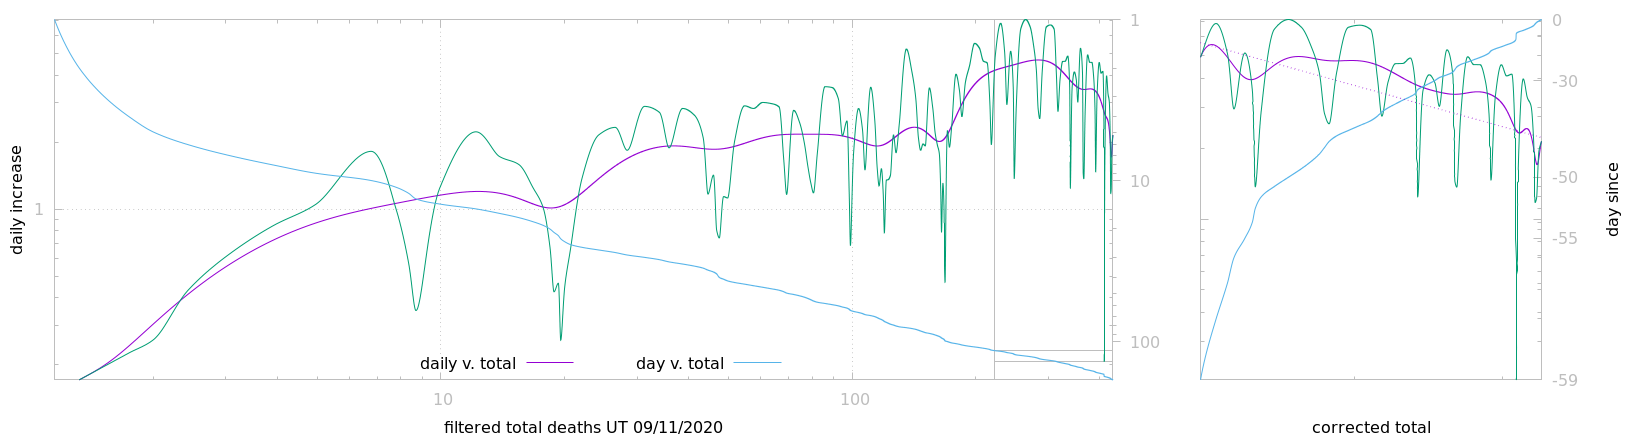 daily increase
1
daily v. total
day v. total
10
100
filtered total deaths UT 09/11/2020
1
10
100
0
-30
-50
-55
-59
day since
corrected total